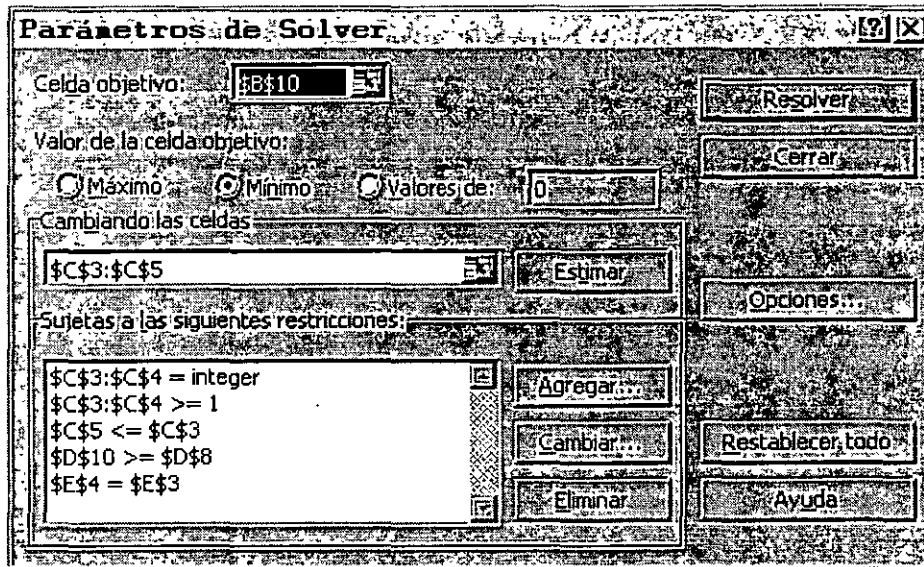 Parámetros de Solver
Celda objetivo: $B$10
Resolver
Valor de la celda objetivo:
Cerrar
Máximo Mínimo Valores de: 0
Cambiando las celdas
$C$3:$C$5 Estimar
Opciones...
Sujetas a las siguientes restricciones:
$C$3:$C$4 = integer
$C$3:$C$4 >= 1
$C$5 <= $C$3
$D$10 >= $D$8
$E$4 = $E$3
Agregar...
Cambiar...
Eliminar
Restablecer todo
Ayuda